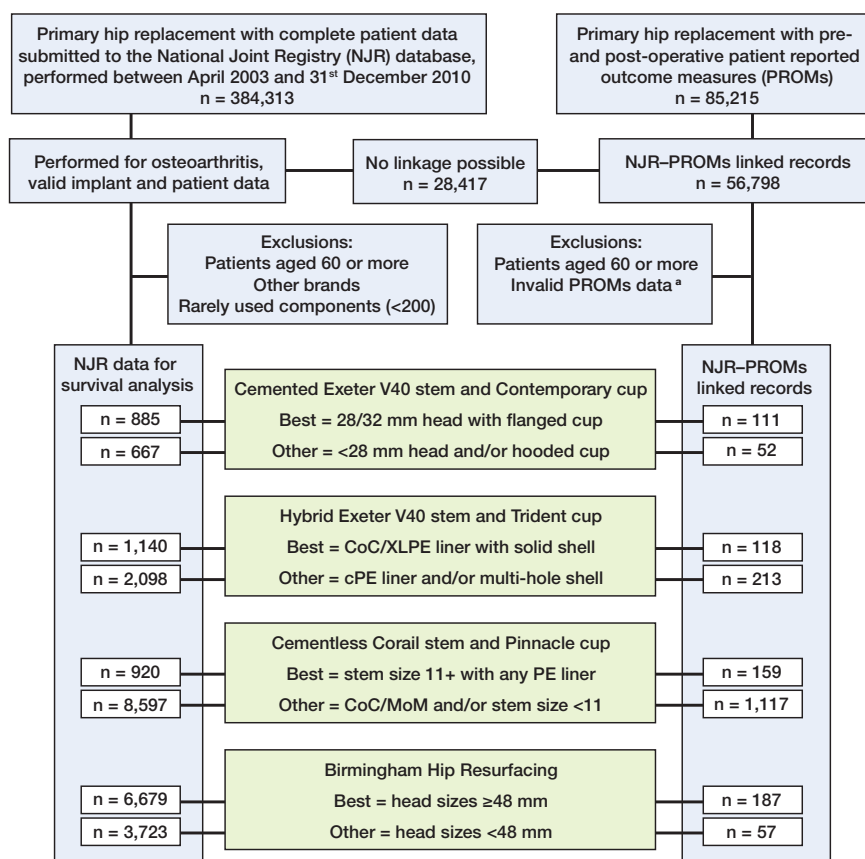 Primary hip replacement with complete patient data
submitted to the National Joint Registry (NJR) database,
performed between April 2003 and 31st December 2010
n = 384,313
Primary hip replacement with pre-
and post-operative patient reported
outcome measures (PROMs)
n = 85,215
Performed for osteoarthritis,
valid implant and patient data
No linkage possible
n = 28,417
NJR–PROMs linked records
n = 56,798
Exclusions:
Patients aged 60 or more
Other brands
Rarely used components (<200)
Exclusions:
Patients aged 60 or more
Invalid PROMs data a
NJR data for
survival analysis
NJR–PROMs
linked records
Cemented Exeter V40 stem and Contemporary cup
n = 885
Best = 28/32 mm head with flanged cup
n = 111
n = 667
Other = <28 mm head and/or hooded cup
n = 52
Hybrid Exeter V40 stem and Trident cup
n = 1,140
Best = CoC/XLPE liner with solid shell
n = 118
n = 2,098
Other = cPE liner and/or multi-hole shell
n = 213
Cementless Corail stem and Pinnacle cup
n = 920
Best = stem size 11+ with any PE liner
n = 159
n = 8,597
Other = CoC/MoM and/or stem size <11
n = 1,117
Birmingham Hip Resurfacing
n = 6,679
Best = head sizes ≥48 mm
n = 187
n = 3,723
Other = head sizes <48 mm
n = 57